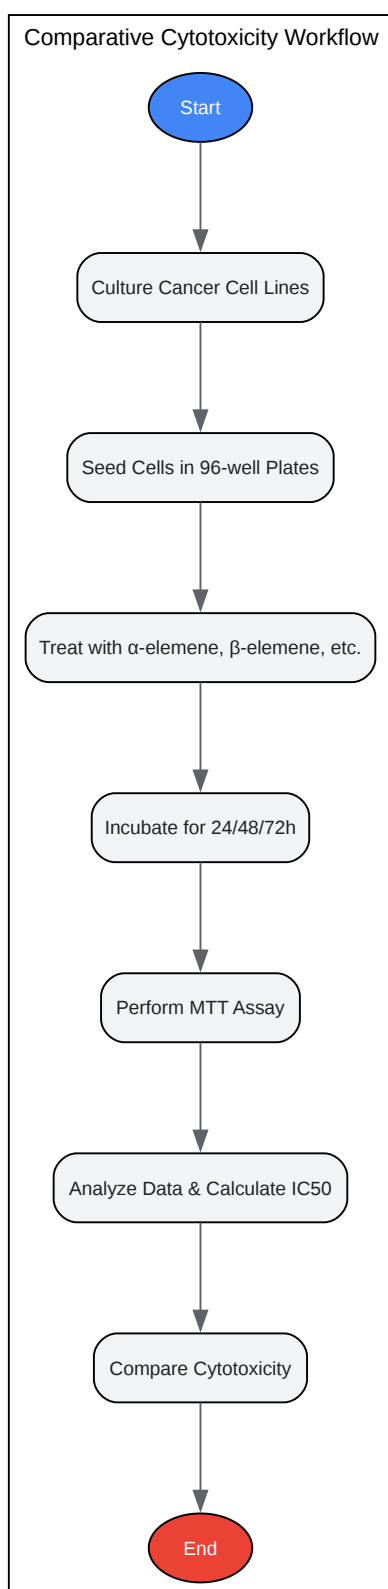 Comparative Cytotoxicity Workflow
Start
Culture Cancer Cell Lines
Seed Cells in 96-well Plates
Treat with α-elemene, β-elemene, etc.
Incubate for 24/48/72h
Perform MTT Assay
Analyze Data & Calculate IC50
Compare Cytotoxicity
End